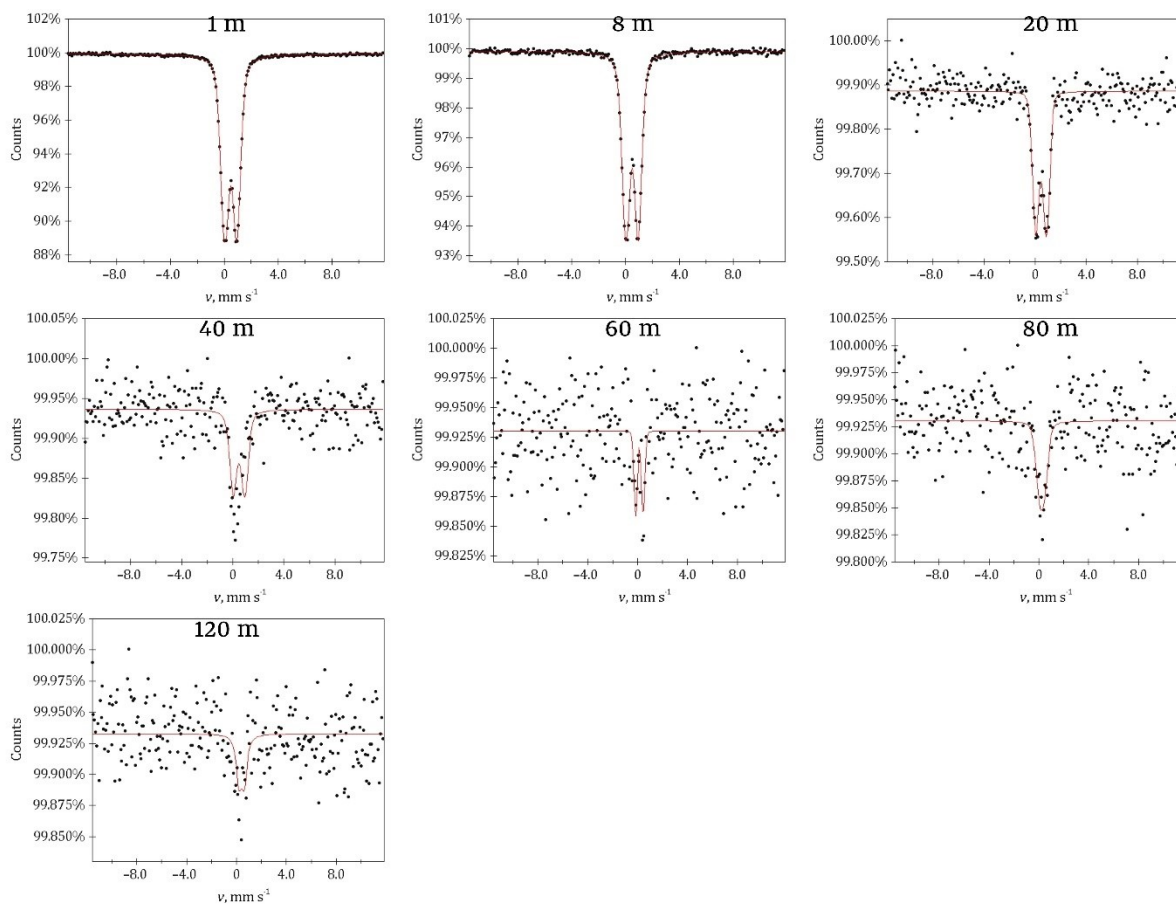 1 m
102%
100%
98%
96%
94%
92%
90%
88%
Counts
−8.0 −4.0 0 4.0 8.0
v, mm s⁻¹
8 m
101%
100%
99%
98%
97%
96%
95%
94%
93%
Counts
−8.0 −4.0 0 4.0 8.0
v, mm s⁻¹
20 m
100.00%
99.90%
99.80%
99.70%
99.60%
99.50%
Counts
−8.0 −4.0 0 4.0 8.0
v, mm s⁻¹
40 m
100.05%
100.00%
99.95%
99.90%
99.85%
99.80%
99.75%
Counts
−8.0 −4.0 0 4.0 8.0
v, mm s⁻¹
60 m
100.025%
100.000%
99.975%
99.950%
99.925%
99.900%
99.875%
99.850%
99.825%
Counts
−8.0 −4.0 0 4.0 8.0
v, mm s⁻¹
80 m
100.025%
100.000%
99.975%
99.950%
99.925%
99.900%
99.875%
99.850%
99.825%
99.800%
Counts
−8.0 −4.0 0 4.0 8.0
v, mm s⁻¹
120 m
100.025%
100.000%
99.975%
99.950%
99.925%
99.900%
99.875%
99.850%
Counts
−8.0 −4.0 0 4.0 8.0
v, mm s⁻¹